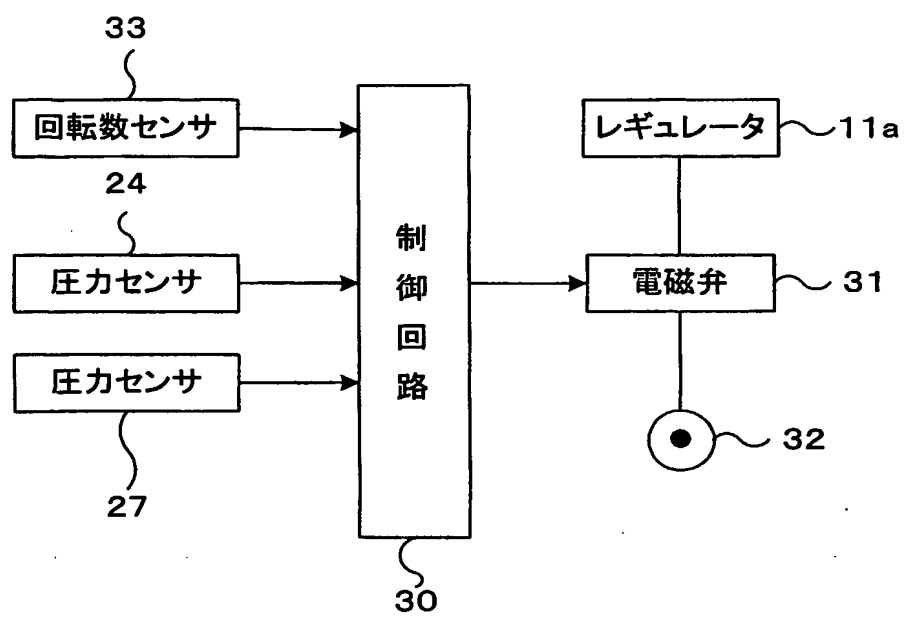 33
回転数センサ
24
圧力センサ
圧力センサ
27
制御回路
30
レギュレータ
11a
電磁弁
31
32